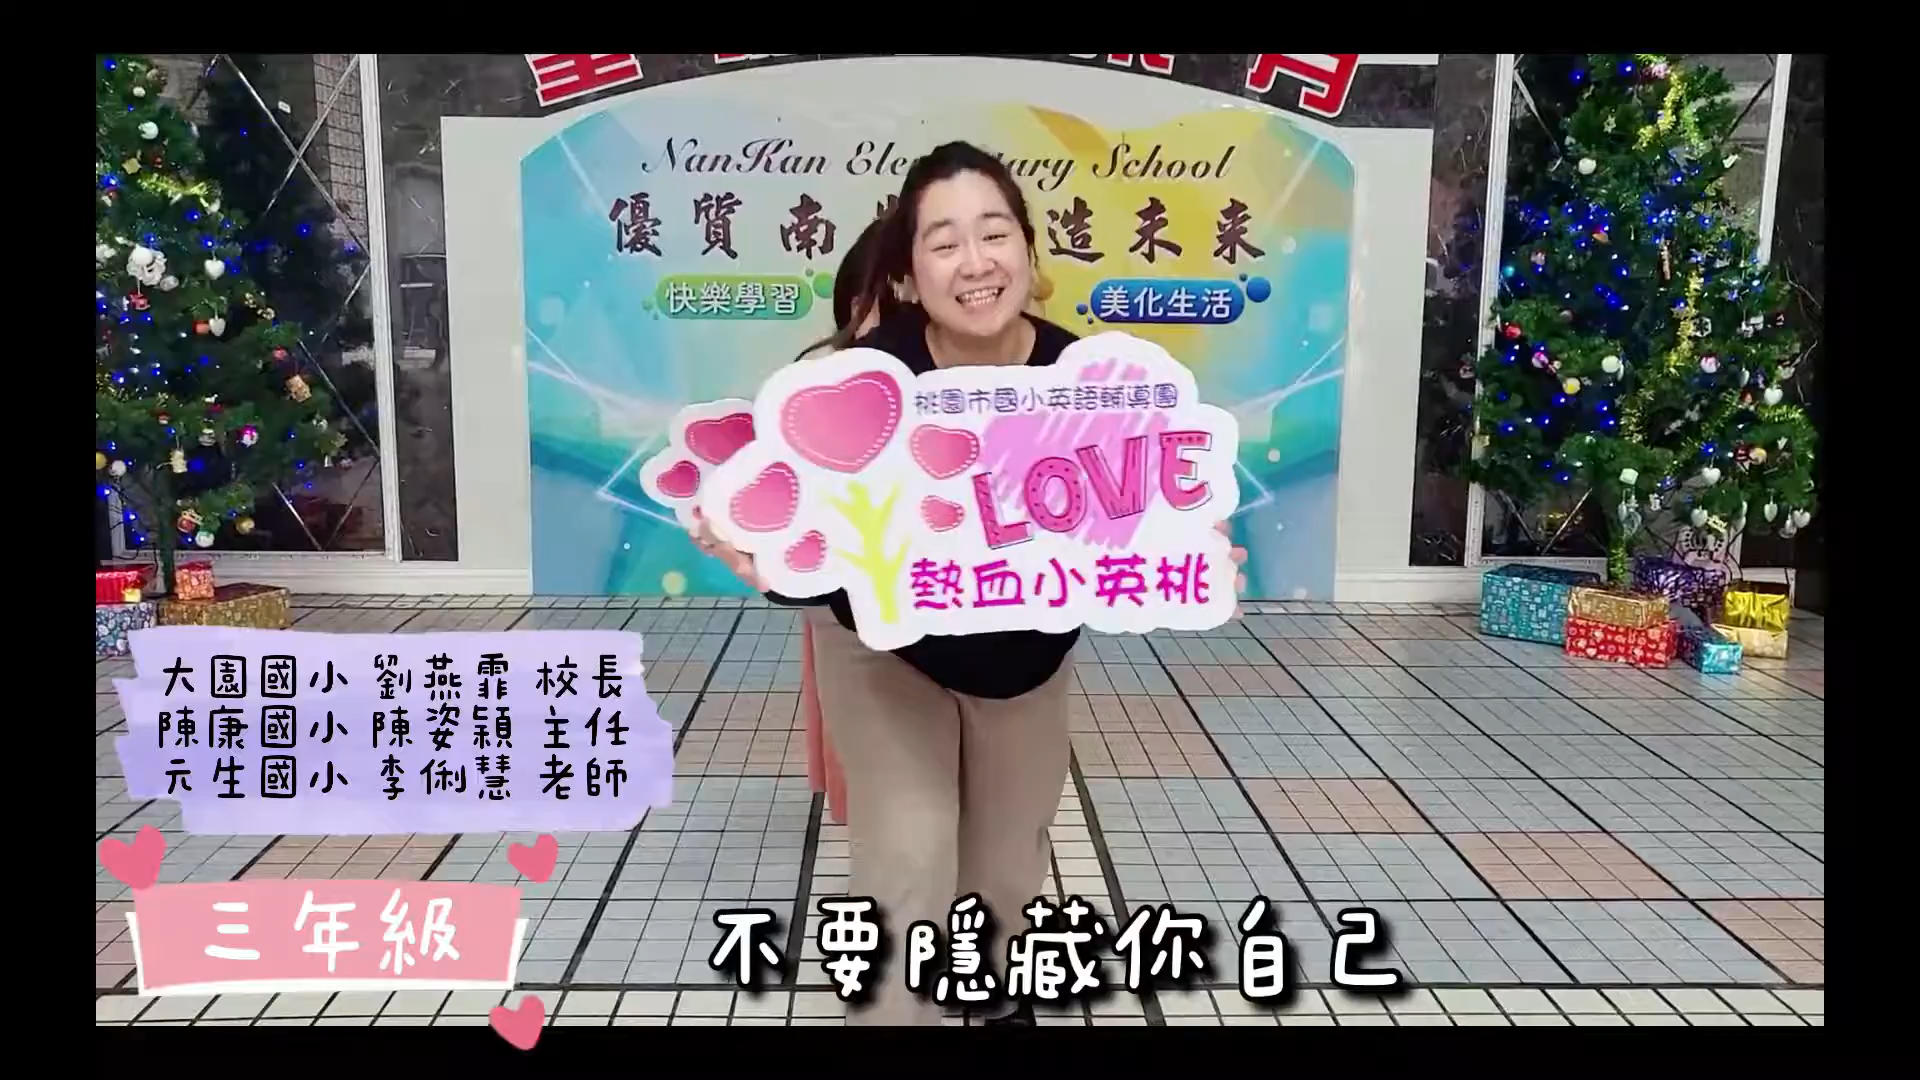 NanKan Elementary School
優質南 造未來
快樂學習
美化生活
桃園市國小英語輔導團
LOVE
熱血小英桃
大園國小 劉燕霏 校長
陳康國小 陳姿穎 主任
元生國小 李俐慧 老師
三年級
不要隱藏你自己